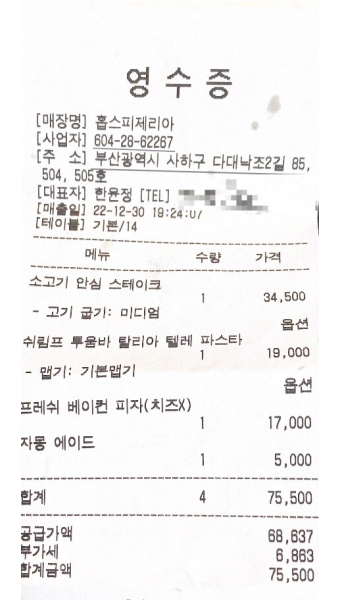 영 수 증
[매장명] 홉스피제리아
[사업자] 604-28-62267
[주 소] 부산광역시 사하구 다대낙조2길 85,
504, 505호
[대표자] 한윤정 [TEL]
[매출일] 22-12-30 19:24:07
[테이블] 기본/14
메뉴 수량 가격
소고기 안심 스테이크
1 34,500
- 고기 굽기: 미디엄
옵션
쉬림프 투움바 탈리아 텔레 파스타
1 19,000
- 맵기: 기본맵기
옵션
프레쉬 베이컨 피자(치즈X)
1 17,000
자몽 에이드
1 5,000
합계 4 75,500
공급가액 68,637
부가세 6,863
합계금액 75,500